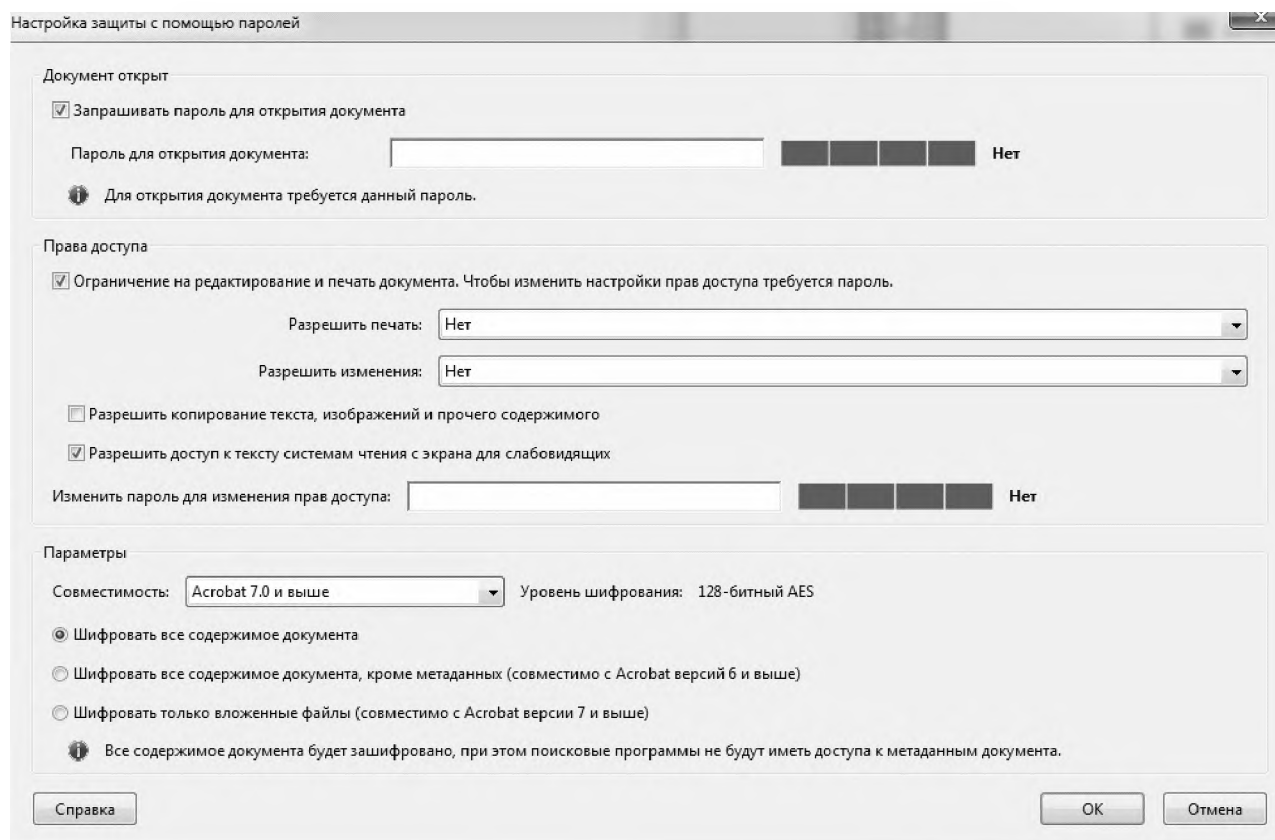 Настройка защиты с помощью паролей
Документ открыт
Запрашивать пароль для открытия документа
Пароль для открытия документа: Нет
Для открытия документа требуется данный пароль.
Права доступа
Ограничение на редактирование и печать документа. Чтобы изменить настройки прав доступа требуется пароль.
Разрешить печать: Нет
Разрешить изменения: Нет
Разрешить копирование текста, изображений и прочего содержимого
Разрешить доступ к тексту системам чтения с экрана для слабовидящих
Изменить пароль для изменения прав доступа: Нет
Параметры
Совместимость: Acrobat 7.0 и выше Уровень шифрования: 128-битный AES
Шифровать все содержимое документа
Шифровать все содержимое документа, кроме метаданных (совместимо с Acrobat версий 6 и выше)
Шифровать только вложенные файлы (совместимо с Acrobat версии 7 и выше)
Все содержимое документа будет зашифровано, при этом поисковые программы не будут иметь доступа к метаданным документа.
Справка OK Отмена